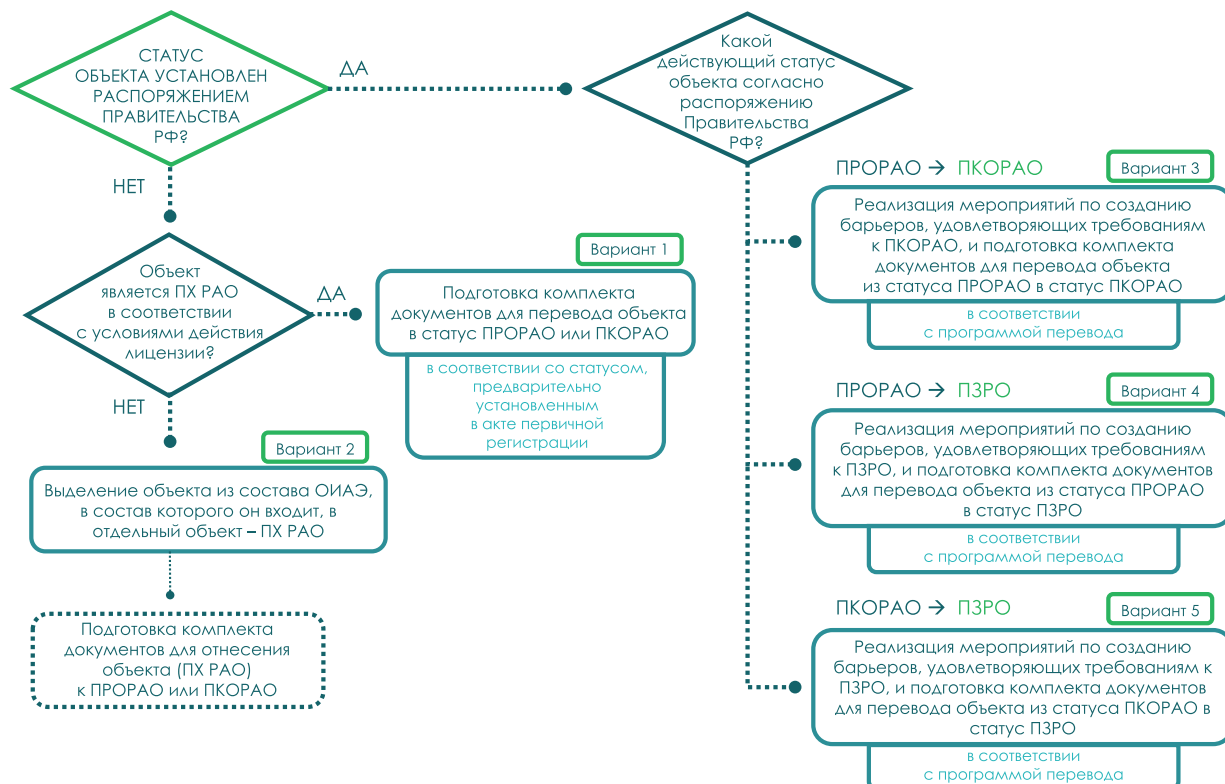 СТАТУС
ОБЪЕКТА УСТАНОВЛЕН
РАСПОРЯЖЕНИЕМ
ПРАВИТЕЛЬСТВА
РФ?
ДА
Какой
действующий статус
объекта согласно
распоряжению
Правительства
РФ?
НЕТ
Объект
является ПХ РАО
в соответствии
с условиями действия
лицензии?
ДА
Вариант 1
Подготовка комплекта
документов для перевода объекта
в статус ПРОРАО или ПКОРАО
в соответствии со статусом,
предварительно
установленным
в акте первичной
регистрации
НЕТ
Вариант 2
Выделение объекта из состава ОИАЭ,
в состав которого он входит, в
отдельный объект – ПХ РАО
Подготовка комплекта
документов для отнесения
объекта (ПХ РАО)
к ПРОРАО или ПКОРАО
ПРОРАО → ПКОРАО
Вариант 3
Реализация мероприятий по созданию
барьеров, удовлетворяющих требованиям
к ПКОРАО, и подготовка комплекта
документов для перевода объекта
из статуса ПРОРАО в статус ПКОРАО
в соответствии
с программой перевода
ПРОРАО → ПЗРО
Вариант 4
Реализация мероприятий по созданию
барьеров, удовлетворяющих требованиям
к ПЗРО, и подготовка комплекта документов
для перевода объекта из статуса ПРОРАО
в статус ПЗРО
в соответствии
с программой перевода
ПКОРАО → ПЗРО
Вариант 5
Реализация мероприятий по созданию
барьеров, удовлетворяющих требованиям к
ПЗРО, и подготовка комплекта документов
для перевода объекта из статуса ПКОРАО в
статус ПЗРО
в соответствии
с программой перевода